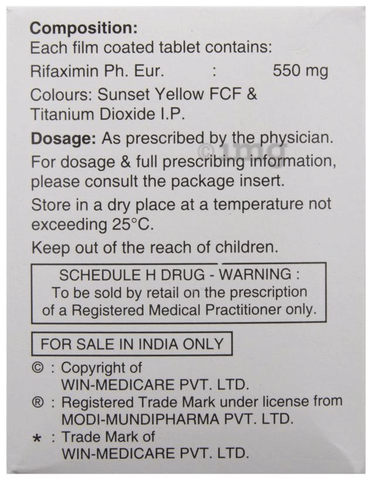 Composition:
Each film coated tablet contains:
Rifaximin Ph. Eur. : 550 mg
Colours: Sunset Yellow FCF &
Titanium Dioxide I.P.
Dosage: As prescribed by the physician.
©1mg
For dosage & full prescribing information,
please consult the package insert.
Store in a dry place at a temperature not
exceeding 25°C.
Keep out of the reach of children.
SCHEDULE H DRUG - WARNING :
To be sold by retail on the prescription
of a Registered Medical Practitioner only.
FOR SALE IN INDIA ONLY
© : Copyright of
WIN-MEDICARE PVT. LTD.
® : Registered Trade Mark under license from
MODI-MUNDIPHARMA PVT. LTD.
* : Trade Mark of
WIN-MEDICARE PVT. LTD.